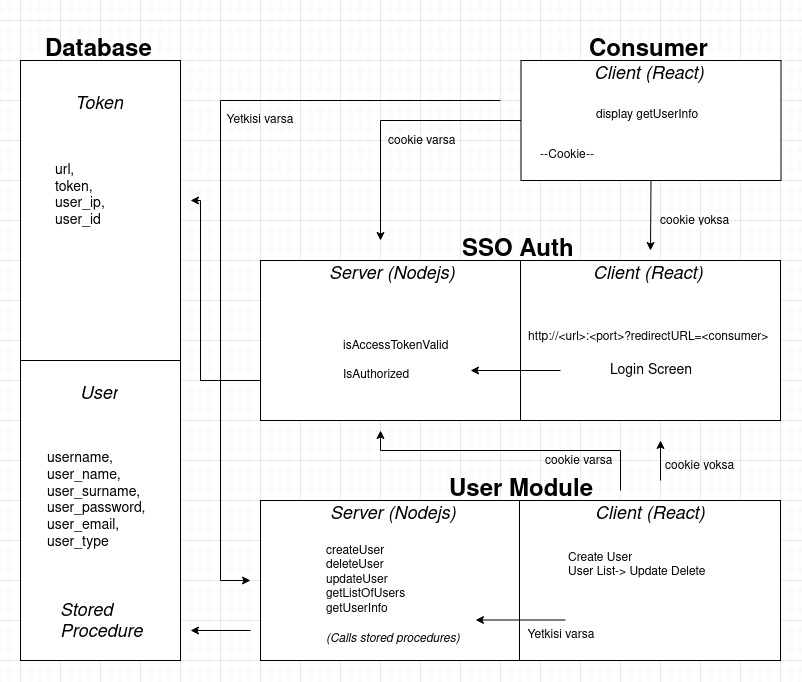 Database
Token
url,
token,
user_ip,
user_id
User
username,
user_name,
user_surname,
user_password,
user_email,
user_type
Stored
Procedure
Consumer
Client (React)
display getUserInfo
--Cookie--
Yetkisi varsa
cookie varsa
cookie yoksa
SSO Auth
Server (Nodejs)
isAccessTokenValid
IsAuthorized
Client (React)
http://<url>:<port>?redirectURL=<consumer>
Login Screen
cookie varsa
cookie yoksa
User Module
Server (Nodejs)
createUser
deleteUser
updateUser
getListOfUsers
getUserInfo
(Calls stored procedures)
Client (React)
Create User
User List-> Update Delete
Yetkisi varsa